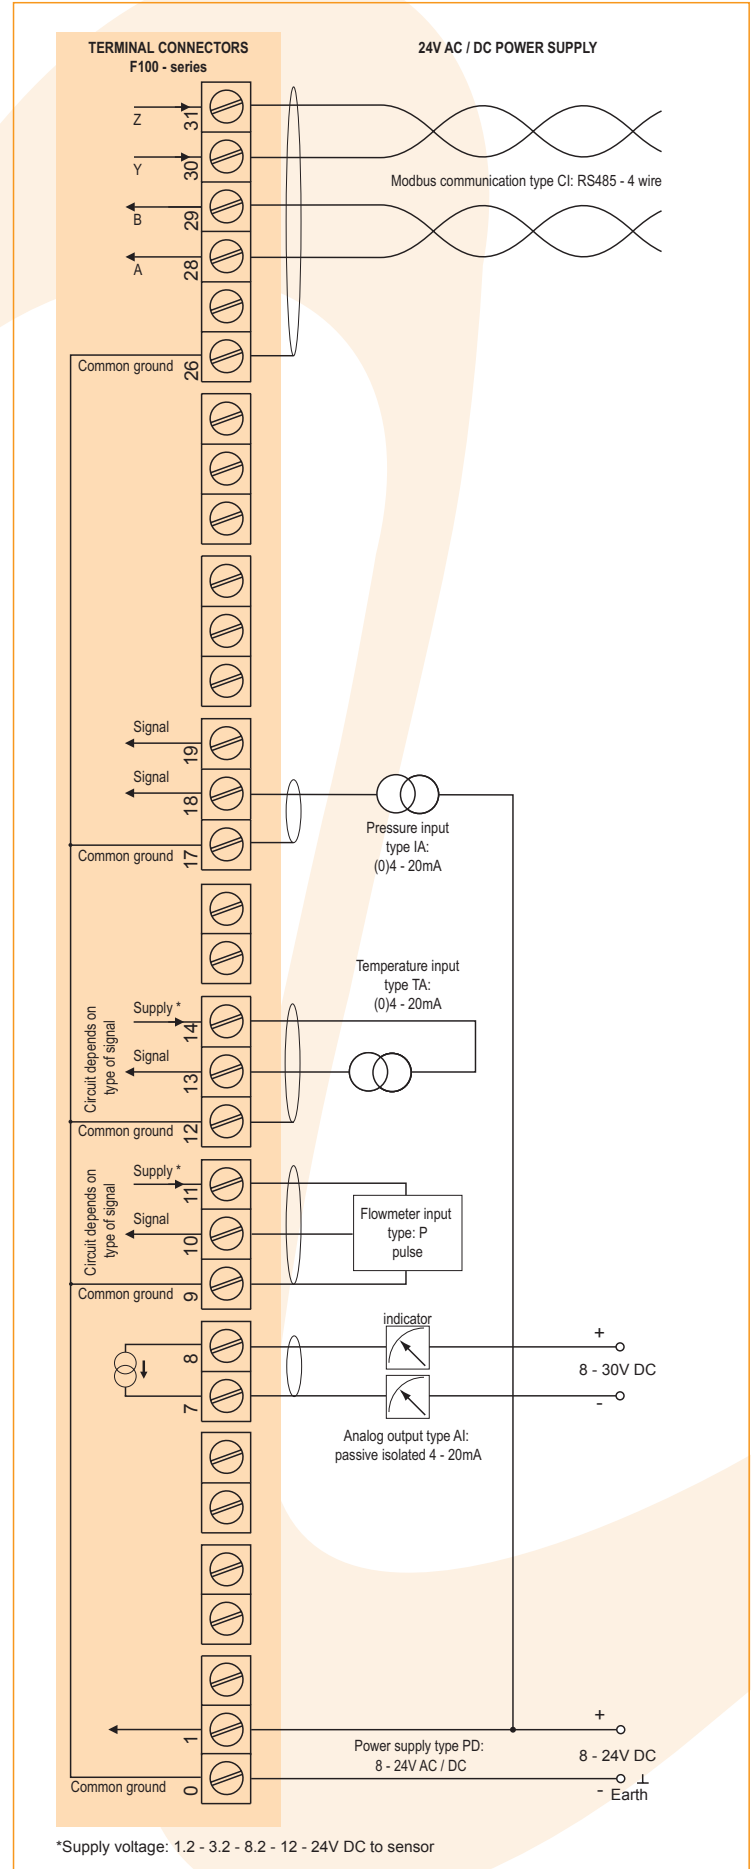 TERMINAL CONNECTORS
F100 - series
24V AC / DC POWER SUPPLY
Z
31
Y
30
Modbus communication type CI: RS485 - 4 wire
B
29
A
28
Common ground
26
Signal
19
Signal
18
Pressure input
type IA:
(0)4 - 20mA
Common ground
17
Temperature input
type TA:
(0)4 - 20mA
Circuit depends on
type of signal
Supply *
14
Signal
13
Common ground
12
Circuit depends on
type of signal
Supply *
11
Signal
10
Flowmeter input
type: P
pulse
Common ground
9
indicator
8
+
8 - 30V DC
7
-
Analog output type AI:
passive isolated 4 - 20mA
1
+
Power supply type PD:
8 - 24V AC / DC
8 - 24V DC
Common ground
0
-
Earth
*Supply voltage: 1.2 - 3.2 - 8.2 - 12 - 24V DC to sensor